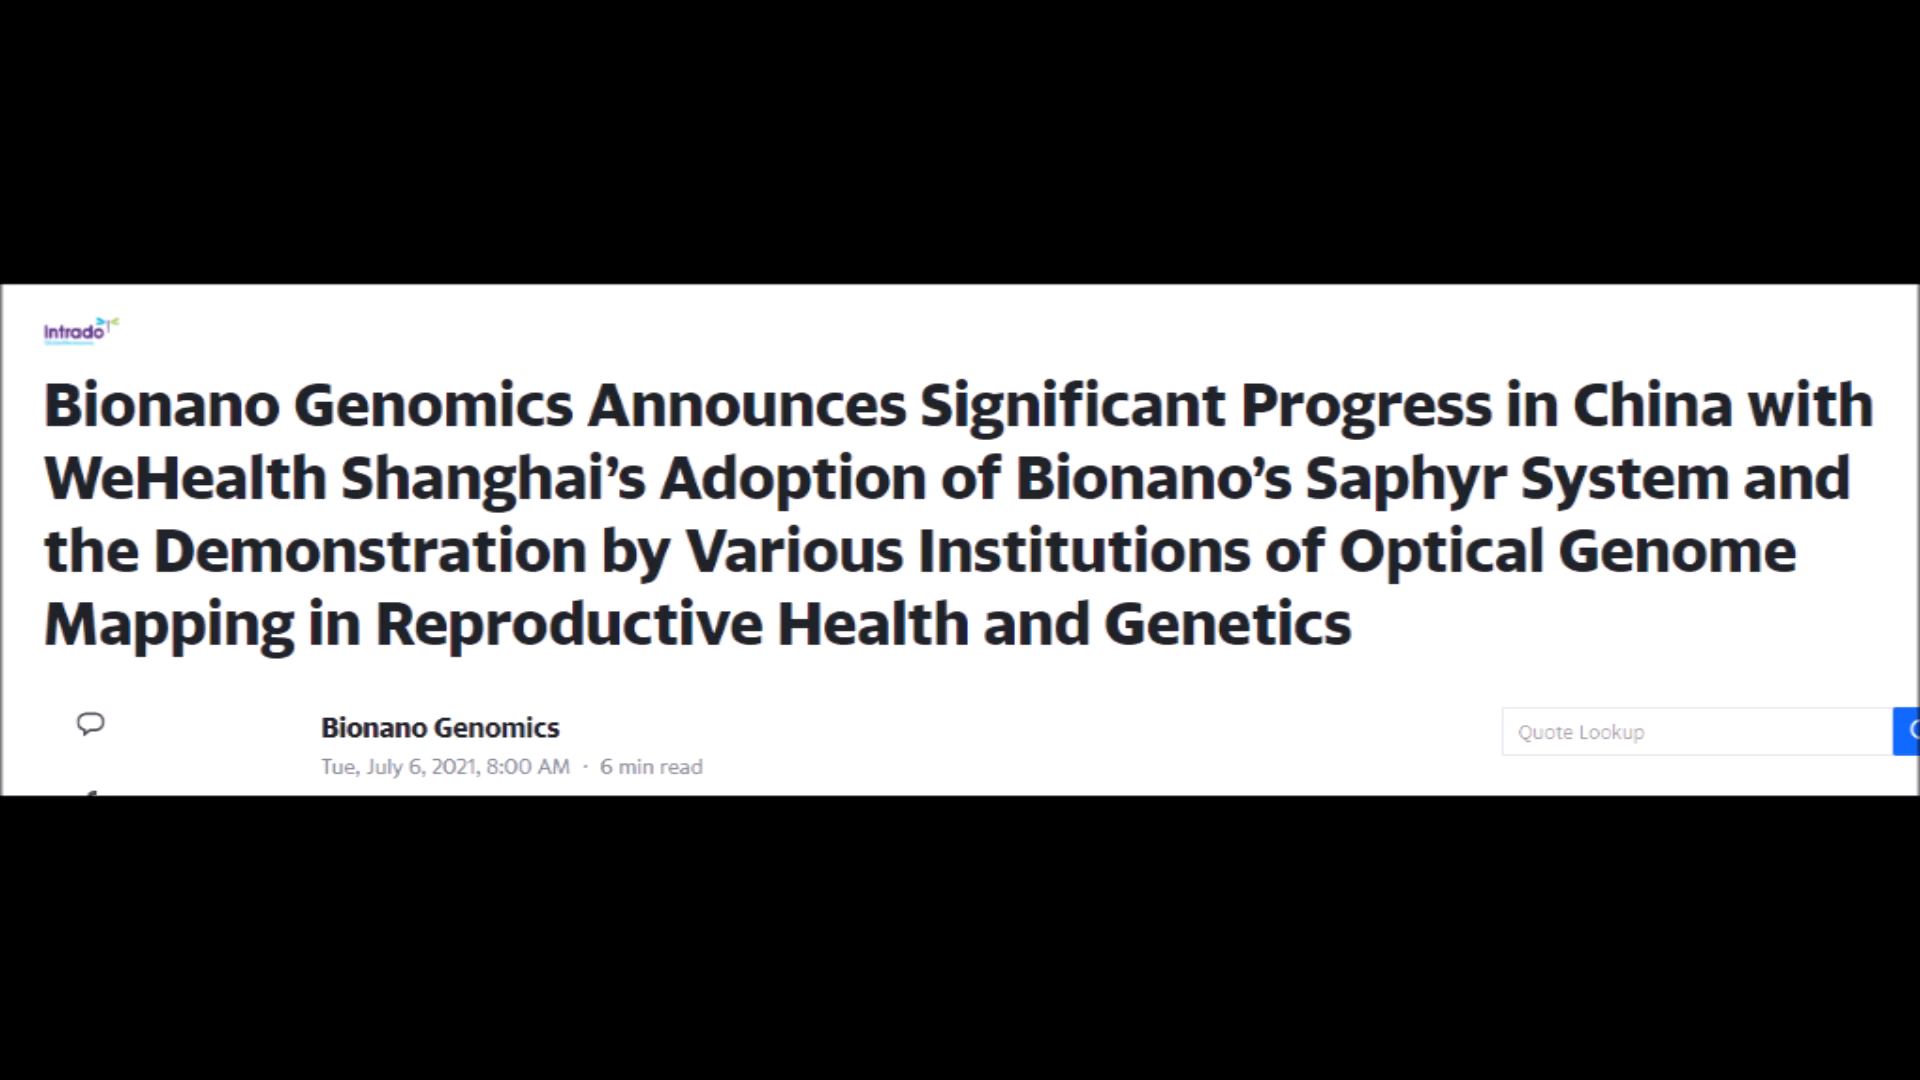 Intrado
Bionano Genomics Announces Significant Progress in China with
WeHealth Shanghai’s Adoption of Bionano’s Saphyr System and
the Demonstration by Various Institutions of Optical Genome
Mapping in Reproductive Health and Genetics
Bionano Genomics
Quote Lookup
Tue, July 6, 2021, 8:00 AM · 6 min read